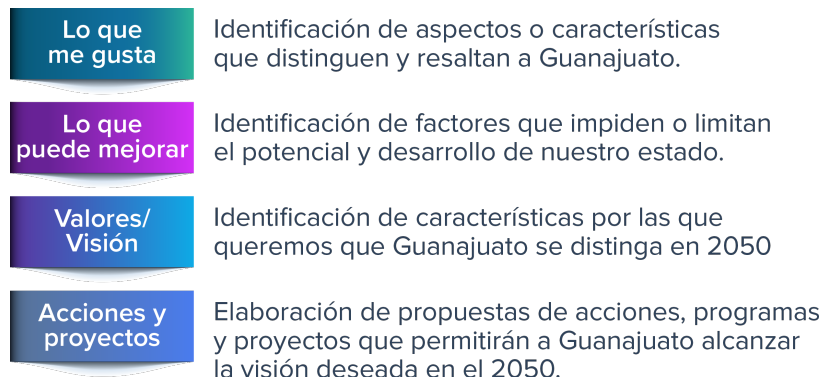 Lo que
me gusta
Identificación de aspectos o características
que distinguen y resaltan a Guanajuato.
Lo que
puede mejorar
Identificación de factores que impiden o limitan
el potencial y desarrollo de nuestro estado.
Valores/
Visión
Identificación de características por las que
queremos que Guanajuato se distinga en 2050
Acciones y
proyectos
Elaboración de propuestas de acciones, programas
y proyectos que permitirán a Guanajuato alcanzar
la visión deseada en el 2050.